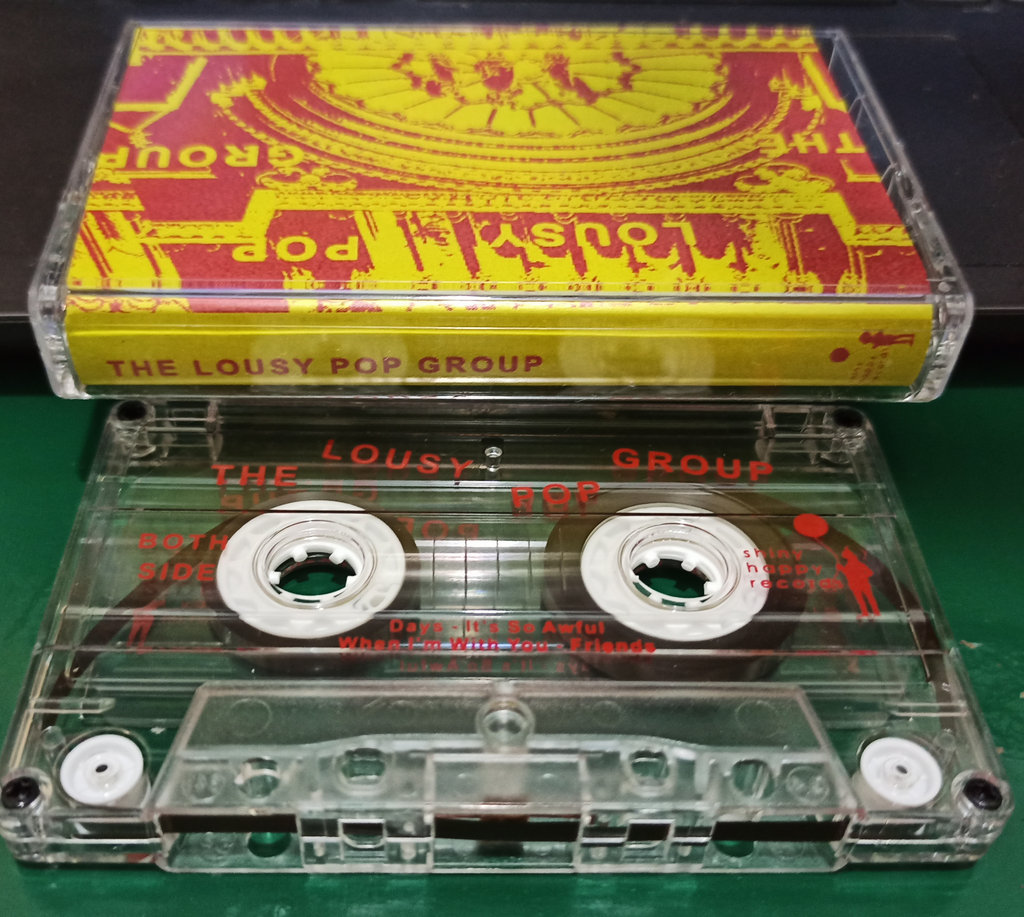 THE
GROUP
LOUSY
POP
THE LOUSY POP GROUP
THE LOUSY POP GROUP
BOTH
SIDE
shiny
happy
records
Days - It's So Awful
When I'm With You - Friends